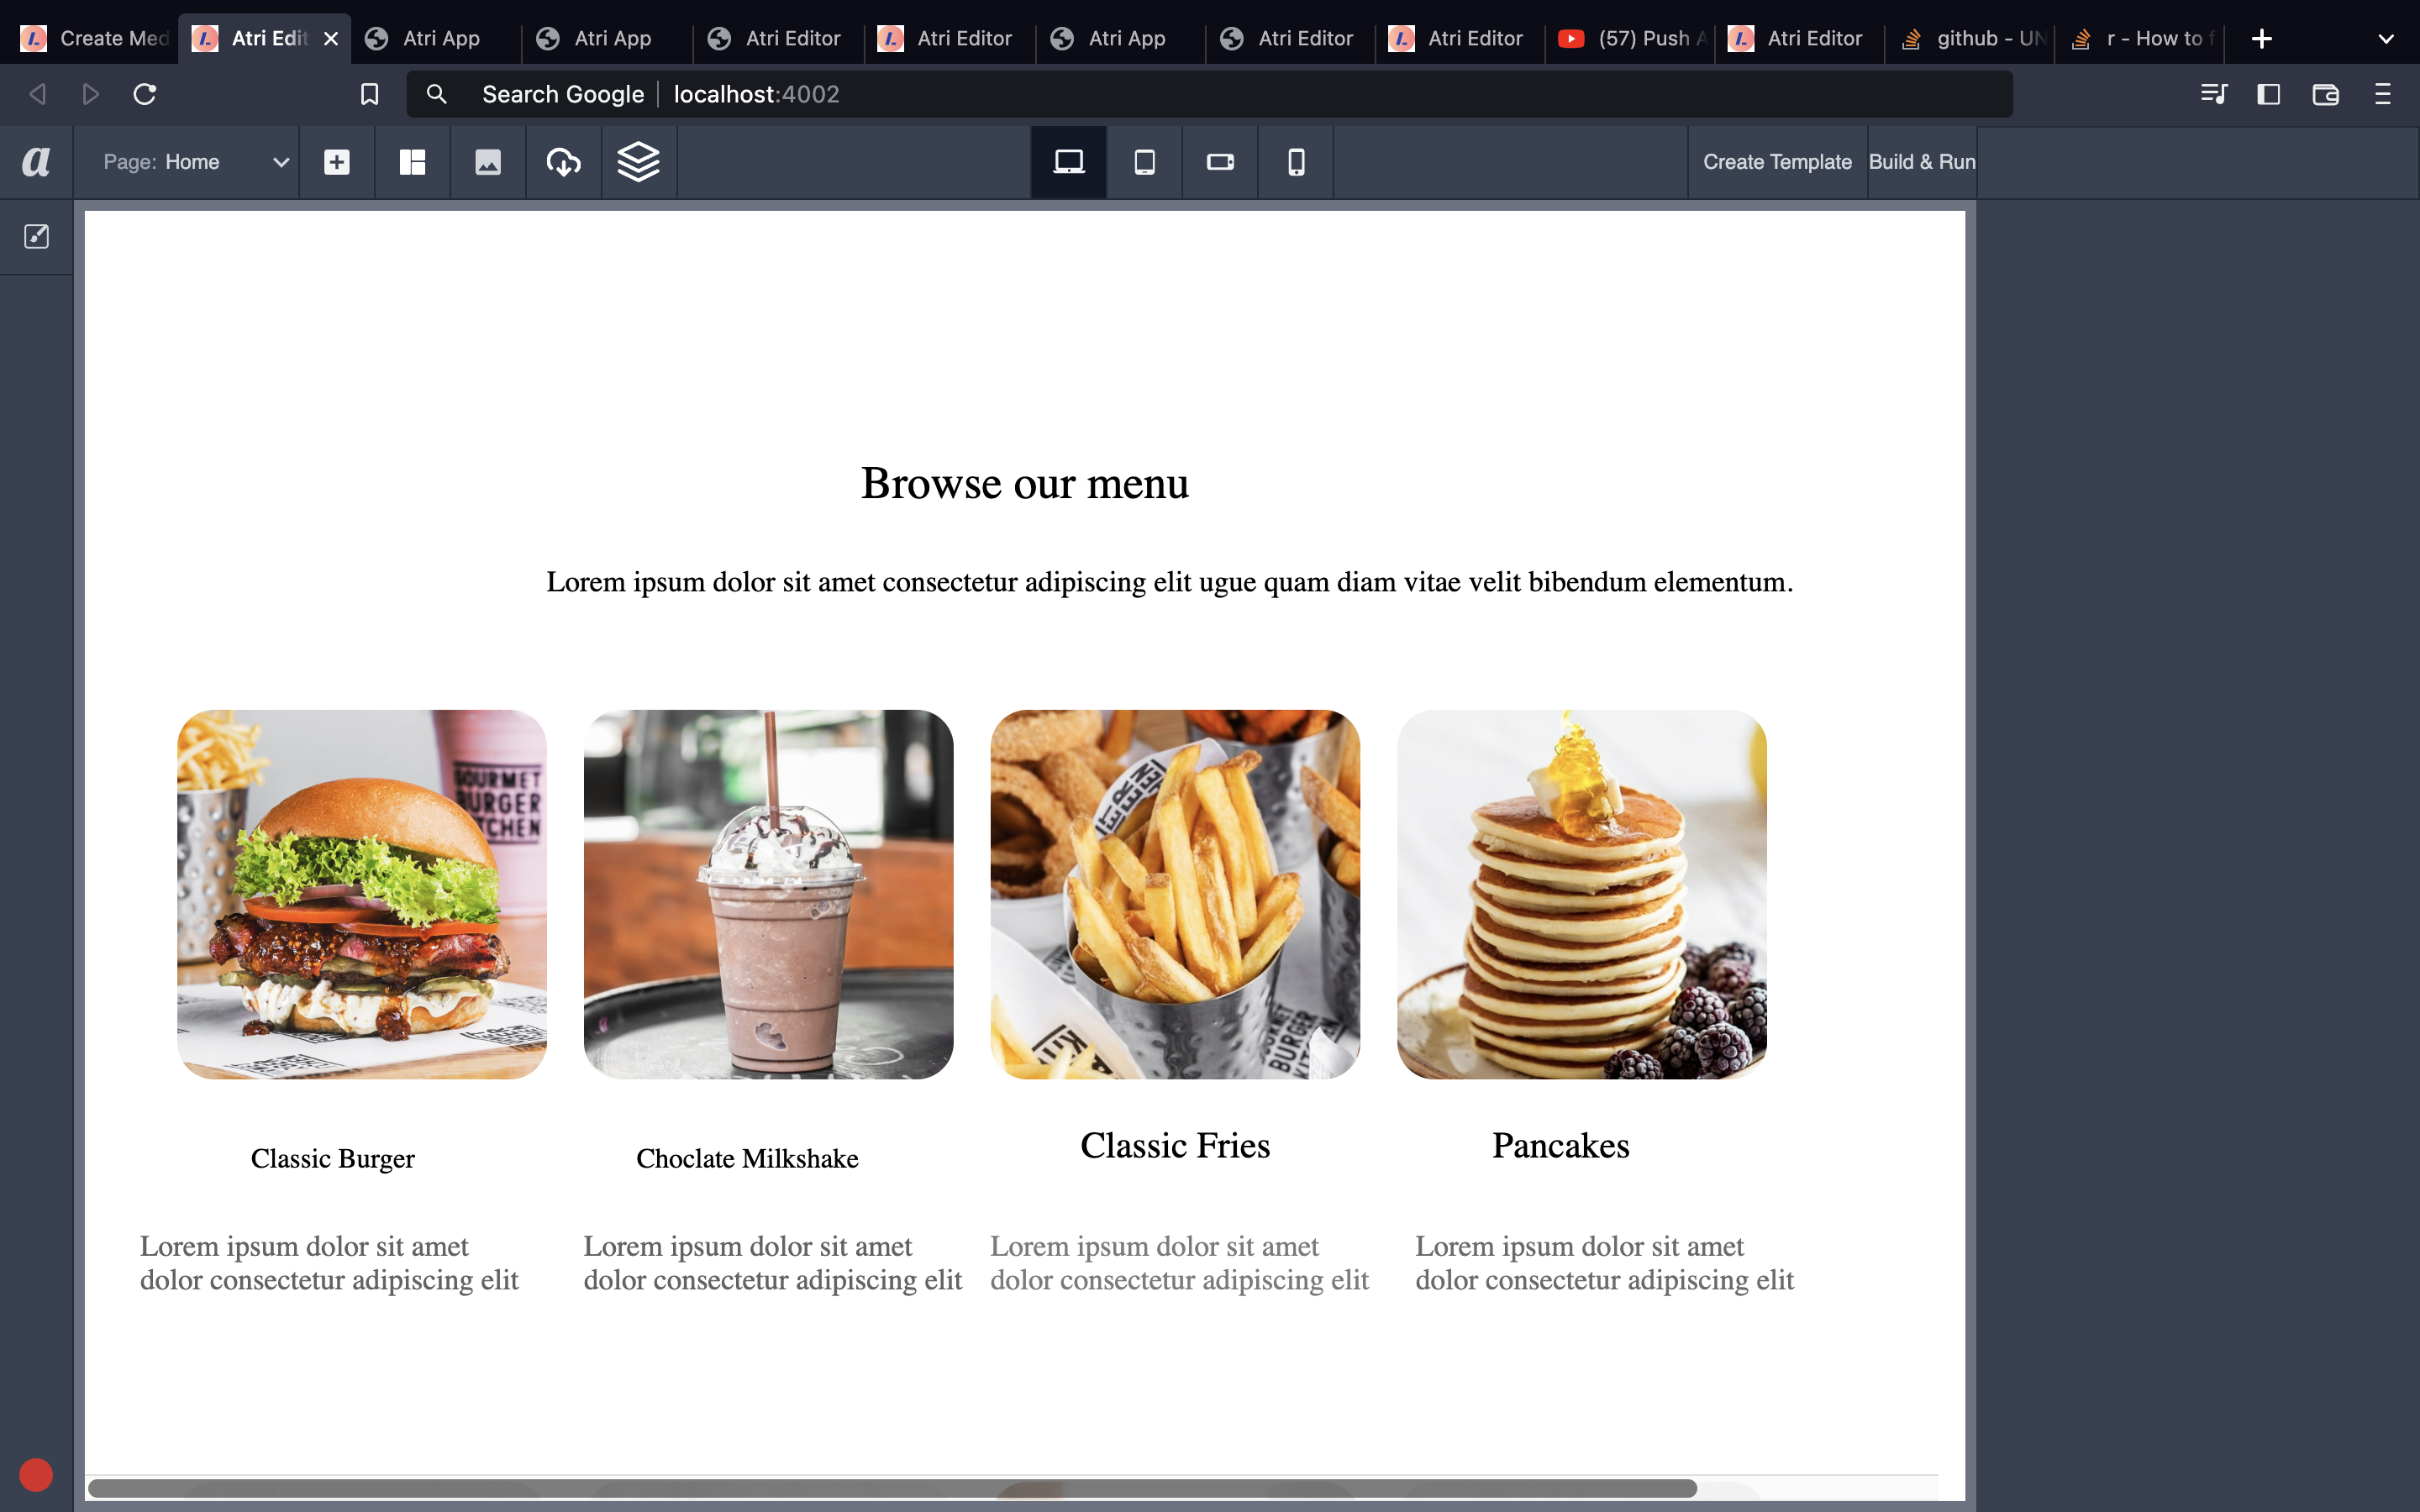 Create Med
Atri Edit
Atri App
Atri App
Atri Editor
Atri Editor
Atri App
Atri Editor
Atri Editor
(57) Push A
Atri Editor
github - UN
r - How to f
Search Google
localhost:4002
a
Page: Home
Create Template
Build & Run
Browse our menu
Lorem ipsum dolor sit amet consectetur adipiscing elit ugue quam diam vitae velit bibendum elementum.
GOURMET
BURGER
KITCHEN
BURGER
Classic Burger
Choclate Milkshake
Classic Fries
Pancakes
Lorem ipsum dolor sit amet
dolor consectetur adipiscing elit
Lorem ipsum dolor sit amet
dolor consectetur adipiscing elit
Lorem ipsum dolor sit amet
dolor consectetur adipiscing elit
Lorem ipsum dolor sit amet
dolor consectetur adipiscing elit